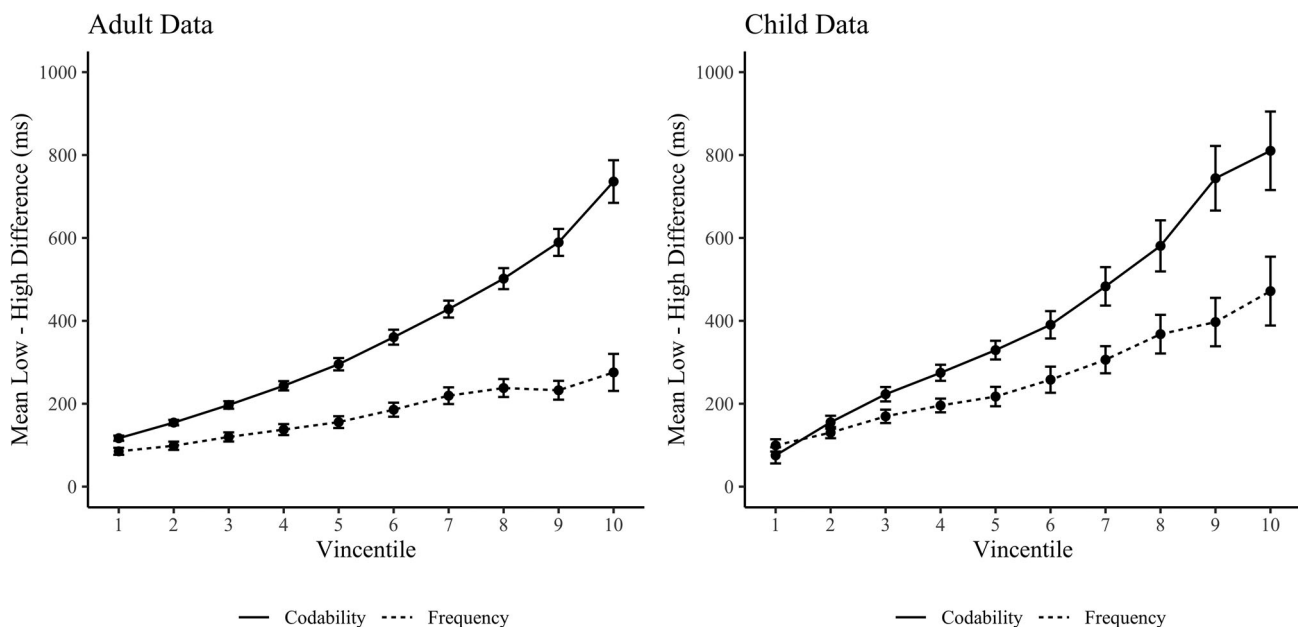 Adult Data
Mean Low - High Difference (ms)
1000
800
600
400
200
0
1 2 3 4 5 6 7 8 9 10
Vincentile
Codability Frequency
Child Data
Mean Low - High Difference (ms)
1000
800
600
400
200
0
1 2 3 4 5 6 7 8 9 10
Vincentile
Codability Frequency